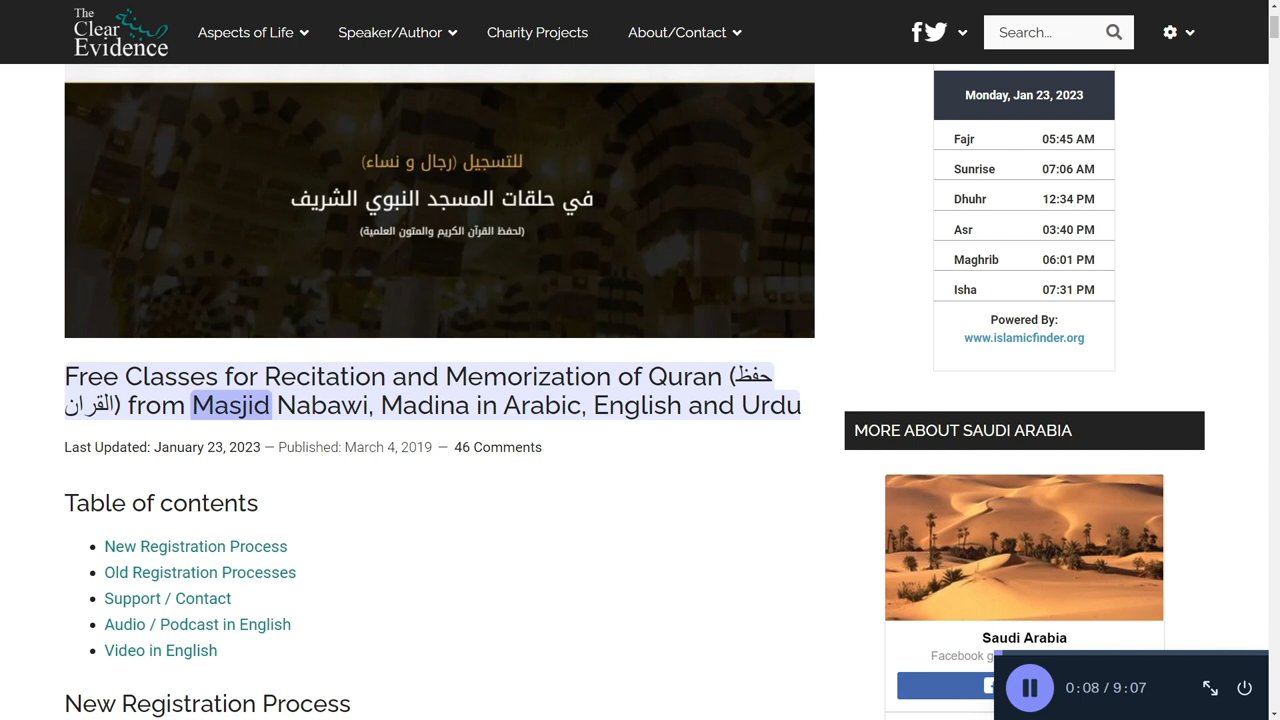 The
Clear
Evidence
Aspects of Life
Speaker/Author
Charity Projects
About/Contact
Search...
للتسجيل (رجال و نساء)
في حلقات المسجد النبوي الشريف
(لحفظ القرآن الكريم والمتون العلمية)
Free Classes for Recitation and Memorization of Quran (حفظ
القران) from Masjid Nabawi, Madina in Arabic, English and Urdu
Last Updated: January 23, 2023 — Published: March 4, 2019 — 46 Comments
Table of contents
• New Registration Process
• Old Registration Processes
• Support / Contact
• Audio / Podcast in English
• Video in English
New Registration Process
Monday, Jan 23, 2023
Fajr 05:45 AM
Sunrise 07:06 AM
Dhuhr 12:34 PM
Asr 03:40 PM
Maghrib 06:01 PM
Isha 07:31 PM
Powered By:
www.islamicfinder.org
MORE ABOUT SAUDI ARABIA
Saudi Arabia
Facebook
0:08 / 9:07